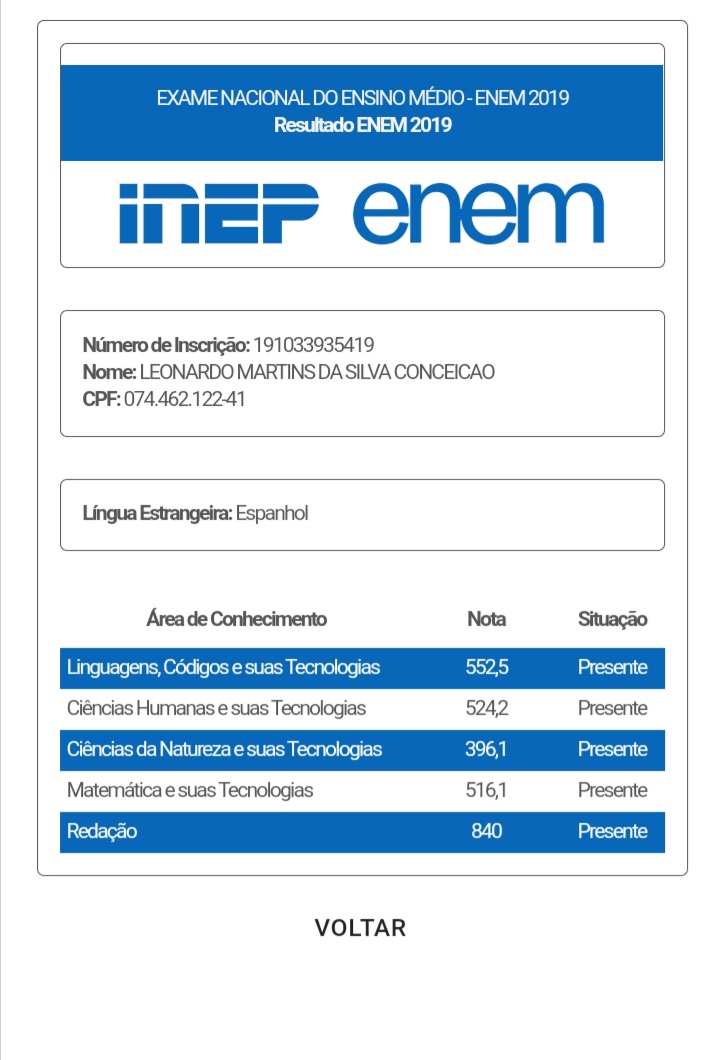 EXAME NACIONAL DO ENSINO MÉDIO - ENEM 2019
Resultado ENEM 2019
inep enem
Número de Inscrição: 191033935419
Nome: LEONARDO MARTINS DA SILVA CONCEICAO
CPF: 074.462.122-41
Língua Estrangeira: Espanhol
Área de Conhecimento Nota Situação
Linguagens, Códigos e suas Tecnologias 552,5 Presente
Ciências Humanas e suas Tecnologias 524,2 Presente
Ciências da Natureza e suas Tecnologias 396,1 Presente
Matemática e suas Tecnologias 516,1 Presente
Redação 840 Presente
VOLTAR